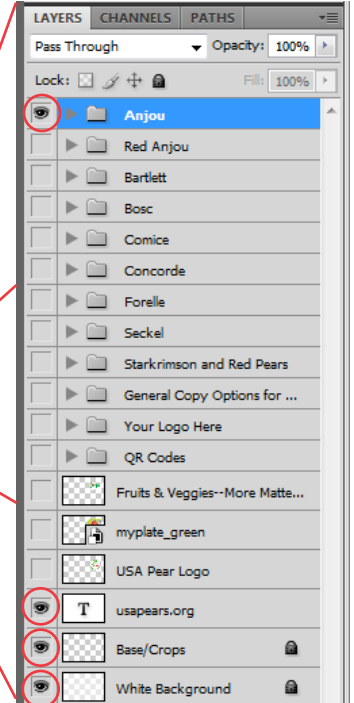 LAYERS CHANNELS PATHS
Pass Through Opacity: 100%
Lock: Fill: 100%
Anjou
Red Anjou
Bartlett
Bosc
Comice
Concorde
Forelle
Seckel
Starkrimson and Red Pears
General Copy Options for ...
Your Logo Here
QR Codes
Fruits & Veggies--More Matte...
myplate_green
USA Pear Logo
T usapears.org
Base/Crops
White Background